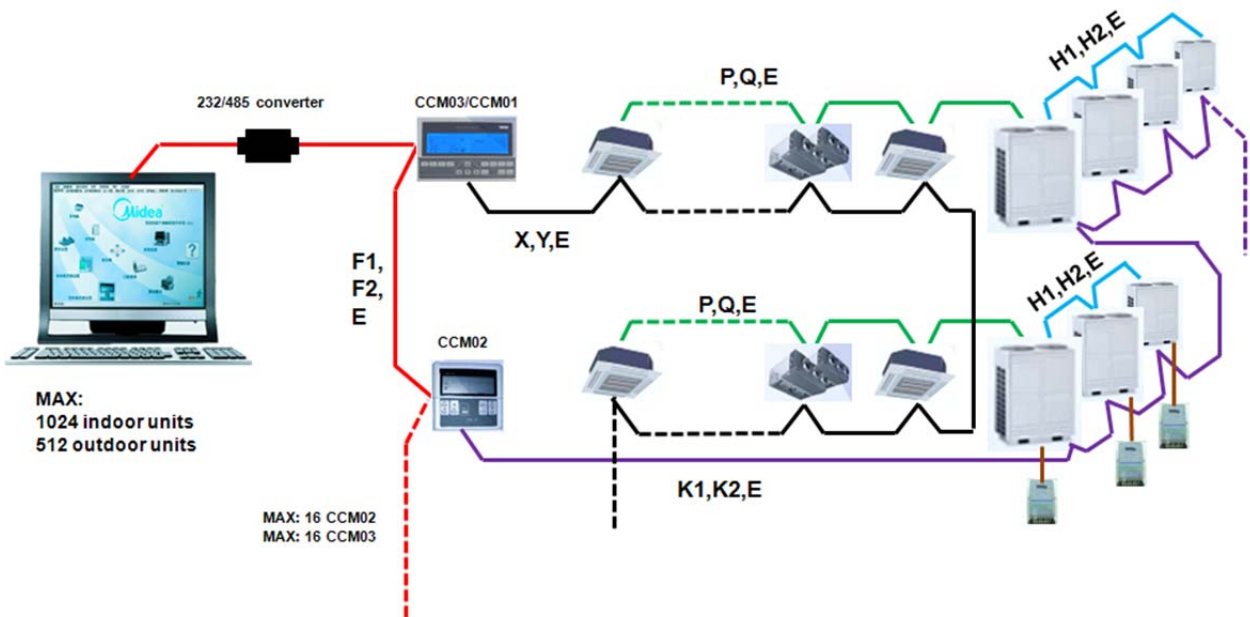 H1,H2,E
P,Q,E
232/485 converter
CCM03/CCM01
Midea
X,Y,E
F1,
F2,
E
H1,H2,E
P,Q,E
CCM02
MAX:
1024 indoor units
512 outdoor units
K1,K2,E
MAX: 16 CCM02
MAX: 16 CCM03